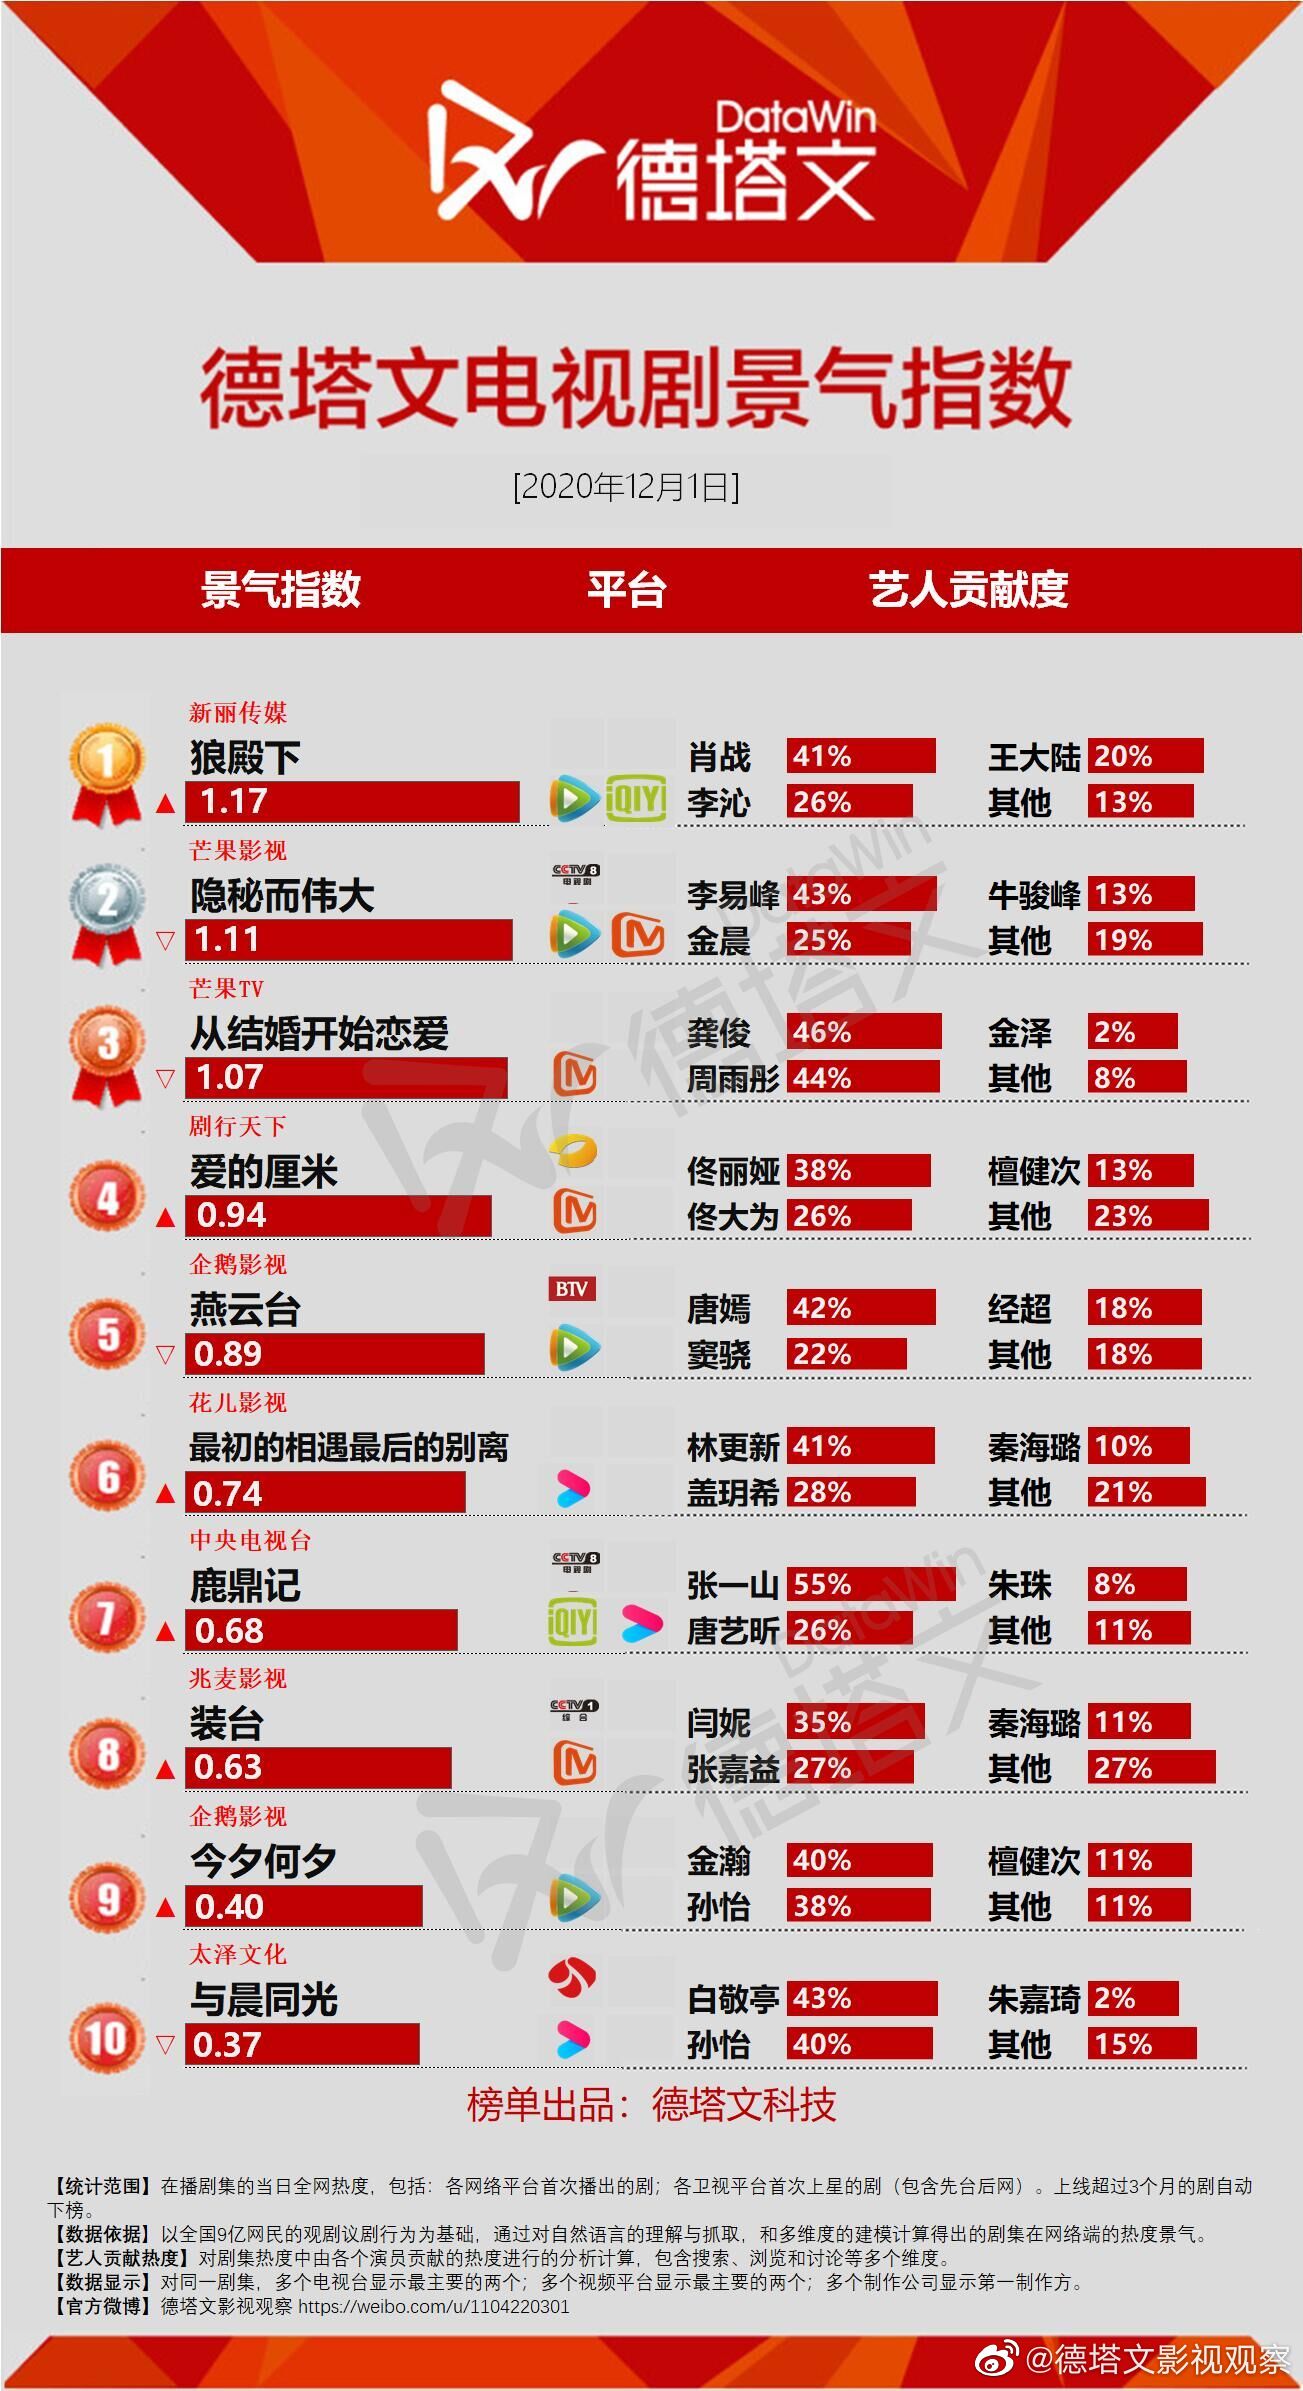 DataWin
德塔文
德塔文电视剧景气指数
[2020年12月1日]
景气指数 平台 艺人贡献度
新丽传媒
1 狼殿下 肖战 41% 王大陆 20%
▲ 1.17 iQIYI 李沁 26% 其他 13%
芒果影视
2 隐秘而伟大 CCTV8 电视剧 李易峰 43% 牛骏峰 13%
▽ 1.11 金晨 25% 其他 19%
芒果TV
3 从结婚开始恋爱 龚俊 46% 金泽 2%
▽ 1.07 周雨彤 44% 其他 8%
剧行天下
4 爱的厘米 佟丽娅 38% 檀健次 13%
▲ 0.94 佟大为 26% 其他 23%
企鹅影视
5 燕云台 BTV 唐嫣 42% 经超 18%
▽ 0.89 窦骁 22% 其他 18%
花儿影视
6 最初的相遇最后的别离 林更新 41% 秦海璐 10%
▲ 0.74 盖玥希 28% 其他 21%
中央电视台
7 鹿鼎记 CCTV8 电视剧 张一山 55% 朱珠 8%
▲ 0.68 iQIYI 唐艺昕 26% 其他 11%
兆麦影视
8 装台 CCTV1 综合 闫妮 35% 秦海璐 11%
▲ 0.63 张嘉益 27% 其他 27%
企鹅影视
9 今夕何夕 金瀚 40% 檀健次 11%
▲ 0.40 孙怡 38% 其他 11%
太泽文化
10 与晨同光 白敬亭 43% 朱嘉琦 2%
▽ 0.37 孙怡 40% 其他 15%
榜单出品：德塔文科技
【统计范围】在播剧集的当日全网热度，包括：各网络平台首次播出的剧；各卫视平台首次上星的剧（包含先台后网）。上线超过3个月的剧自动
下榜。
【数据依据】以全国9亿网民的观剧议剧行为为基础，通过对自然语言的理解与抓取，和多维度的建模计算得出的剧集在网络端的热度景气。
【艺人贡献热度】对剧集热度中由各个演员贡献的热度进行的分析计算，包含搜索、浏览和讨论等多个维度。
【数据显示】对同一剧集，多个电视台显示最主要的两个；多个视频平台显示最主要的两个；多个制作公司显示第一制作方。
【官方微博】德塔文影视观察 https://weibo.com/u/1104220301
@德塔文影视观察
DataWin
德塔文
DataWin
德塔文